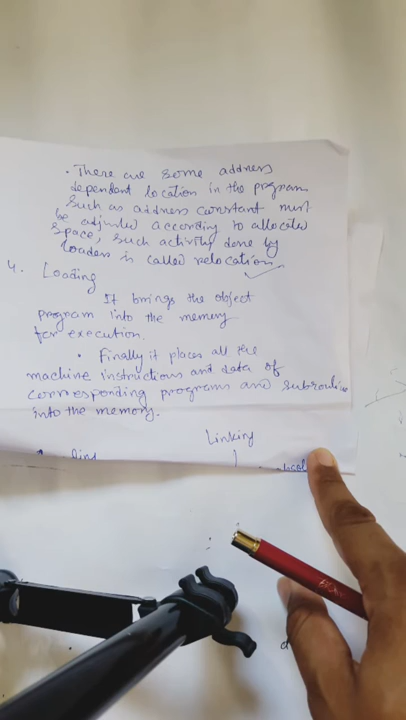 • There are some address
dependent location in the program
such as address constant must
be adjusted according to allocated
space, such activity done by
loader is called relocation.
4. Loading
It brings the object
program into the memory
for execution.
• Finally it places all the
machine instructions and data of
corresponding programs and subroutine
into the memory.
Linking